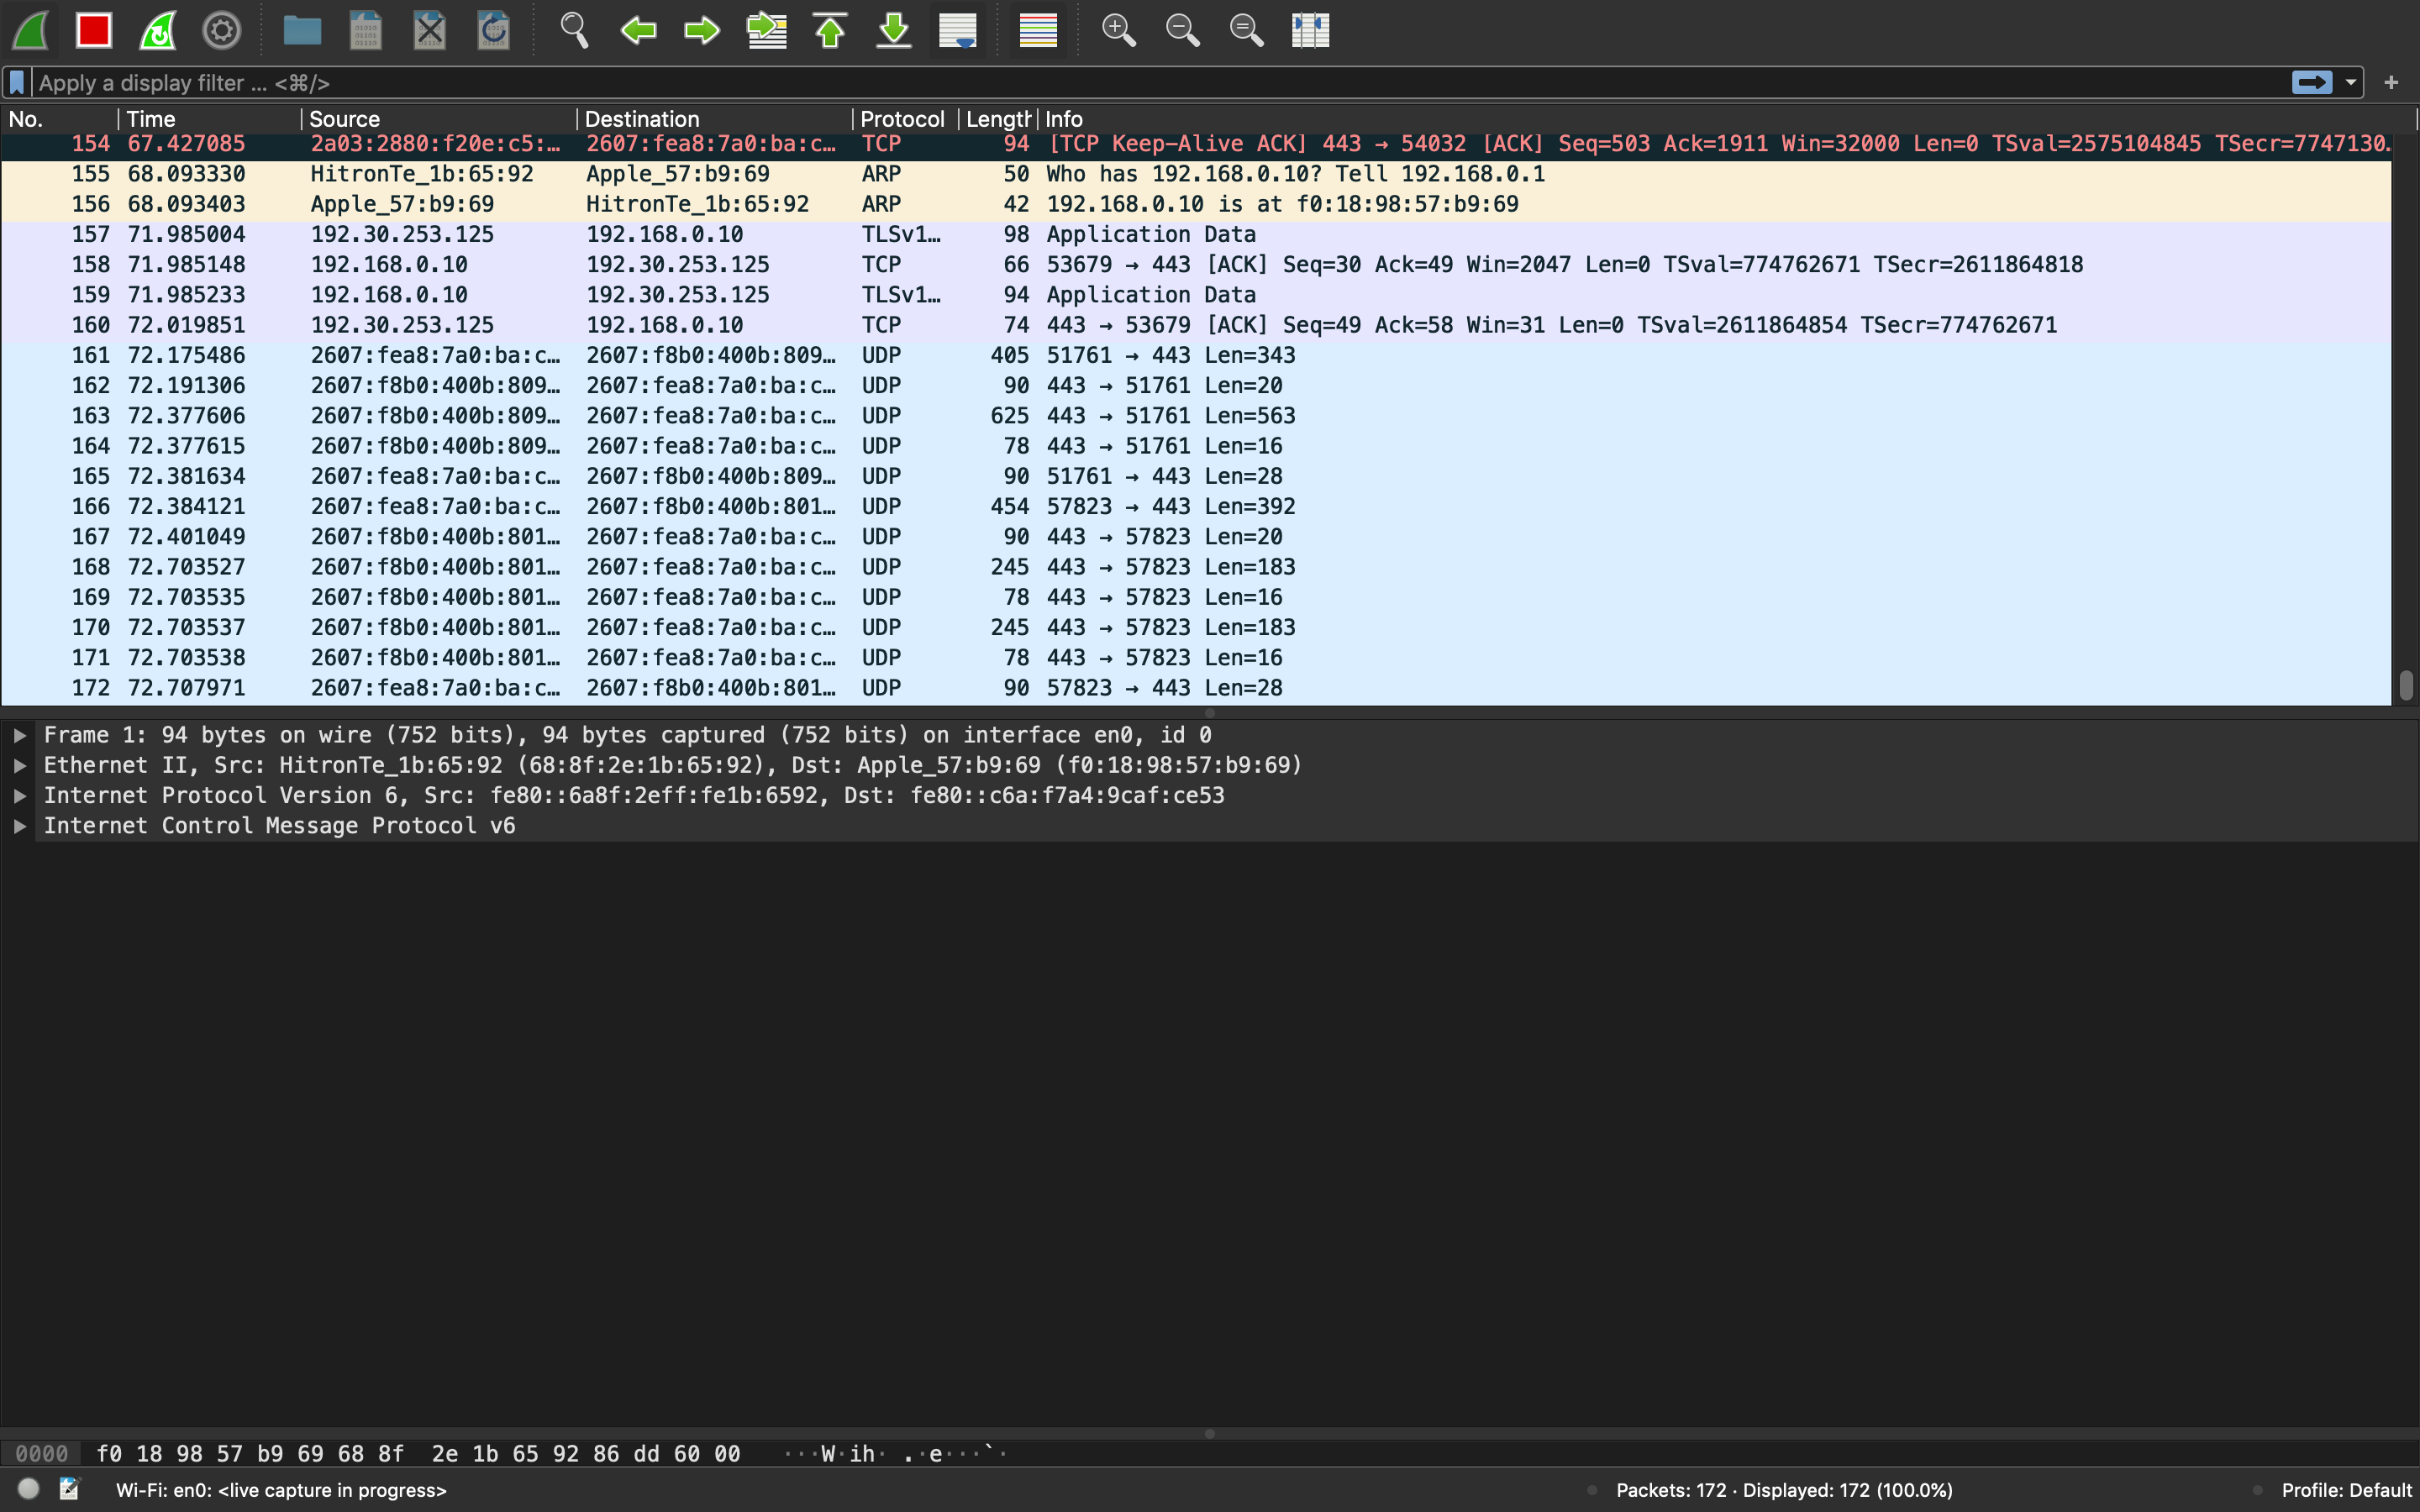 Apply a display filter ... <⌘/>
No. Time Source Destination Protocol Length Info
154 67.427085 2a03:2880:f20e:c5:… 2607:fea8:7a0:ba:c… TCP 94 [TCP Keep-Alive ACK] 443 → 54032 [ACK] Seq=503 Ack=1911 Win=32000 Len=0 TSval=2575104845 TSecr=7747130…
155 68.093330 HitronTe_1b:65:92 Apple_57:b9:69 ARP 50 Who has 192.168.0.10? Tell 192.168.0.1
156 68.093403 Apple_57:b9:69 HitronTe_1b:65:92 ARP 42 192.168.0.10 is at f0:18:98:57:b9:69
157 71.985004 192.30.253.125 192.168.0.10 TLSv1… 98 Application Data
158 71.985148 192.168.0.10 192.30.253.125 TCP 66 53679 → 443 [ACK] Seq=30 Ack=49 Win=2047 Len=0 TSval=774762671 TSecr=2611864818
159 71.985233 192.168.0.10 192.30.253.125 TLSv1… 94 Application Data
160 72.019851 192.30.253.125 192.168.0.10 TCP 74 443 → 53679 [ACK] Seq=49 Ack=58 Win=31 Len=0 TSval=2611864854 TSecr=774762671
161 72.175486 2607:fea8:7a0:ba:c… 2607:f8b0:400b:809… UDP 405 51761 → 443 Len=343
162 72.191306 2607:f8b0:400b:809… 2607:fea8:7a0:ba:c… UDP 90 443 → 51761 Len=20
163 72.377606 2607:f8b0:400b:809… 2607:fea8:7a0:ba:c… UDP 625 443 → 51761 Len=563
164 72.377615 2607:f8b0:400b:809… 2607:fea8:7a0:ba:c… UDP 78 443 → 51761 Len=16
165 72.381634 2607:fea8:7a0:ba:c… 2607:f8b0:400b:809… UDP 90 51761 → 443 Len=28
166 72.384121 2607:fea8:7a0:ba:c… 2607:f8b0:400b:801… UDP 454 57823 → 443 Len=392
167 72.401049 2607:f8b0:400b:801… 2607:fea8:7a0:ba:c… UDP 90 443 → 57823 Len=20
168 72.703527 2607:f8b0:400b:801… 2607:fea8:7a0:ba:c… UDP 245 443 → 57823 Len=183
169 72.703535 2607:f8b0:400b:801… 2607:fea8:7a0:ba:c… UDP 78 443 → 57823 Len=16
170 72.703537 2607:f8b0:400b:801… 2607:fea8:7a0:ba:c… UDP 245 443 → 57823 Len=183
171 72.703538 2607:f8b0:400b:801… 2607:fea8:7a0:ba:c… UDP 78 443 → 57823 Len=16
172 72.707971 2607:fea8:7a0:ba:c… 2607:f8b0:400b:801… UDP 90 57823 → 443 Len=28
Frame 1: 94 bytes on wire (752 bits), 94 bytes captured (752 bits) on interface en0, id 0
Ethernet II, Src: HitronTe_1b:65:92 (68:8f:2e:1b:65:92), Dst: Apple_57:b9:69 (f0:18:98:57:b9:69)
Internet Protocol Version 6, Src: fe80::6a8f:2eff:fe1b:6592, Dst: fe80::c6a:f7a4:9caf:ce53
Internet Control Message Protocol v6
0000 f0 18 98 57 b9 69 68 8f 2e 1b 65 92 86 dd 60 00 ···W·ih· .·e···`·
Wi-Fi: en0: <live capture in progress> Packets: 172 · Displayed: 172 (100.0%) Profile: Default